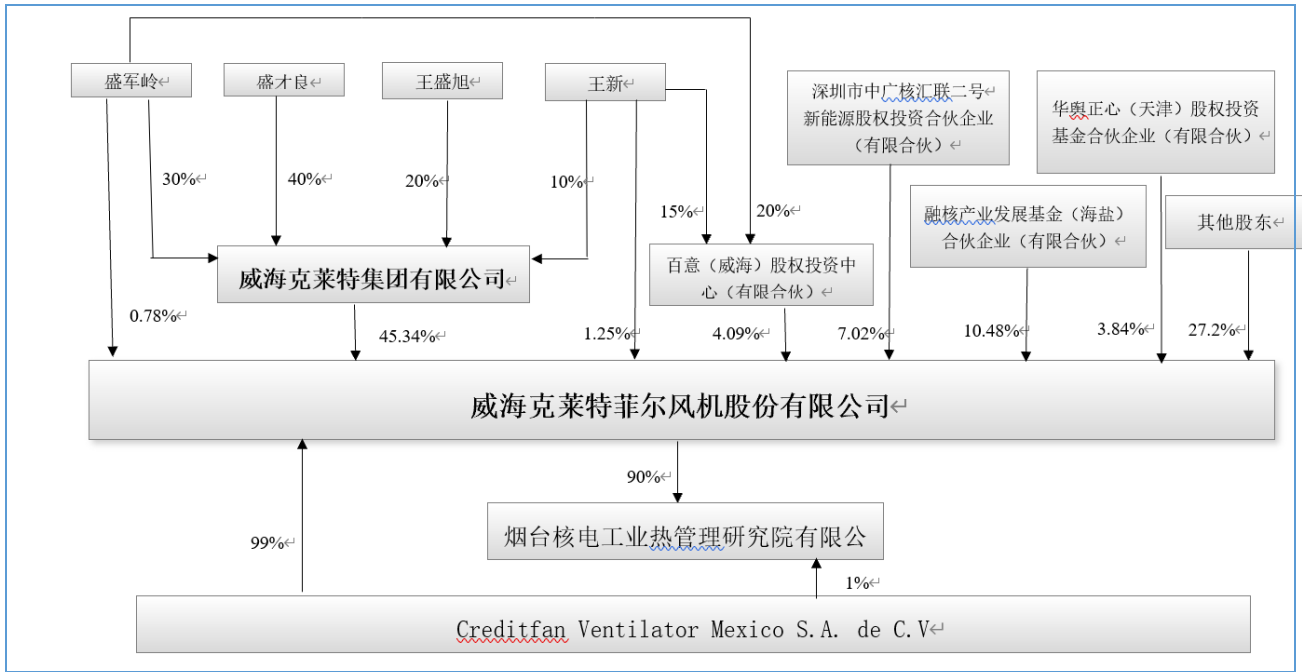 盛军岭
盛才良
王盛旭
王新
深圳市中广核汇联二号
新能源股权投资合伙企业
（有限合伙）
华舆正心（天津）股权投资
基金合伙企业（有限合伙）
30%
40%
20%
10%
15%
20%
融核产业发展基金（海盐）
合伙企业（有限合伙）
其他股东
威海克莱特集团有限公司
百意（威海）股权投资中
心（有限合伙）
0.78%
45.34%
1.25%
4.09%
7.02%
10.48%
3.84%
27.2%
威海克莱特菲尔风机股份有限公司
90%
99%
烟台核电工业热管理研究院有限公
1%
Creditfan Ventilator Mexico S.A. de C.V